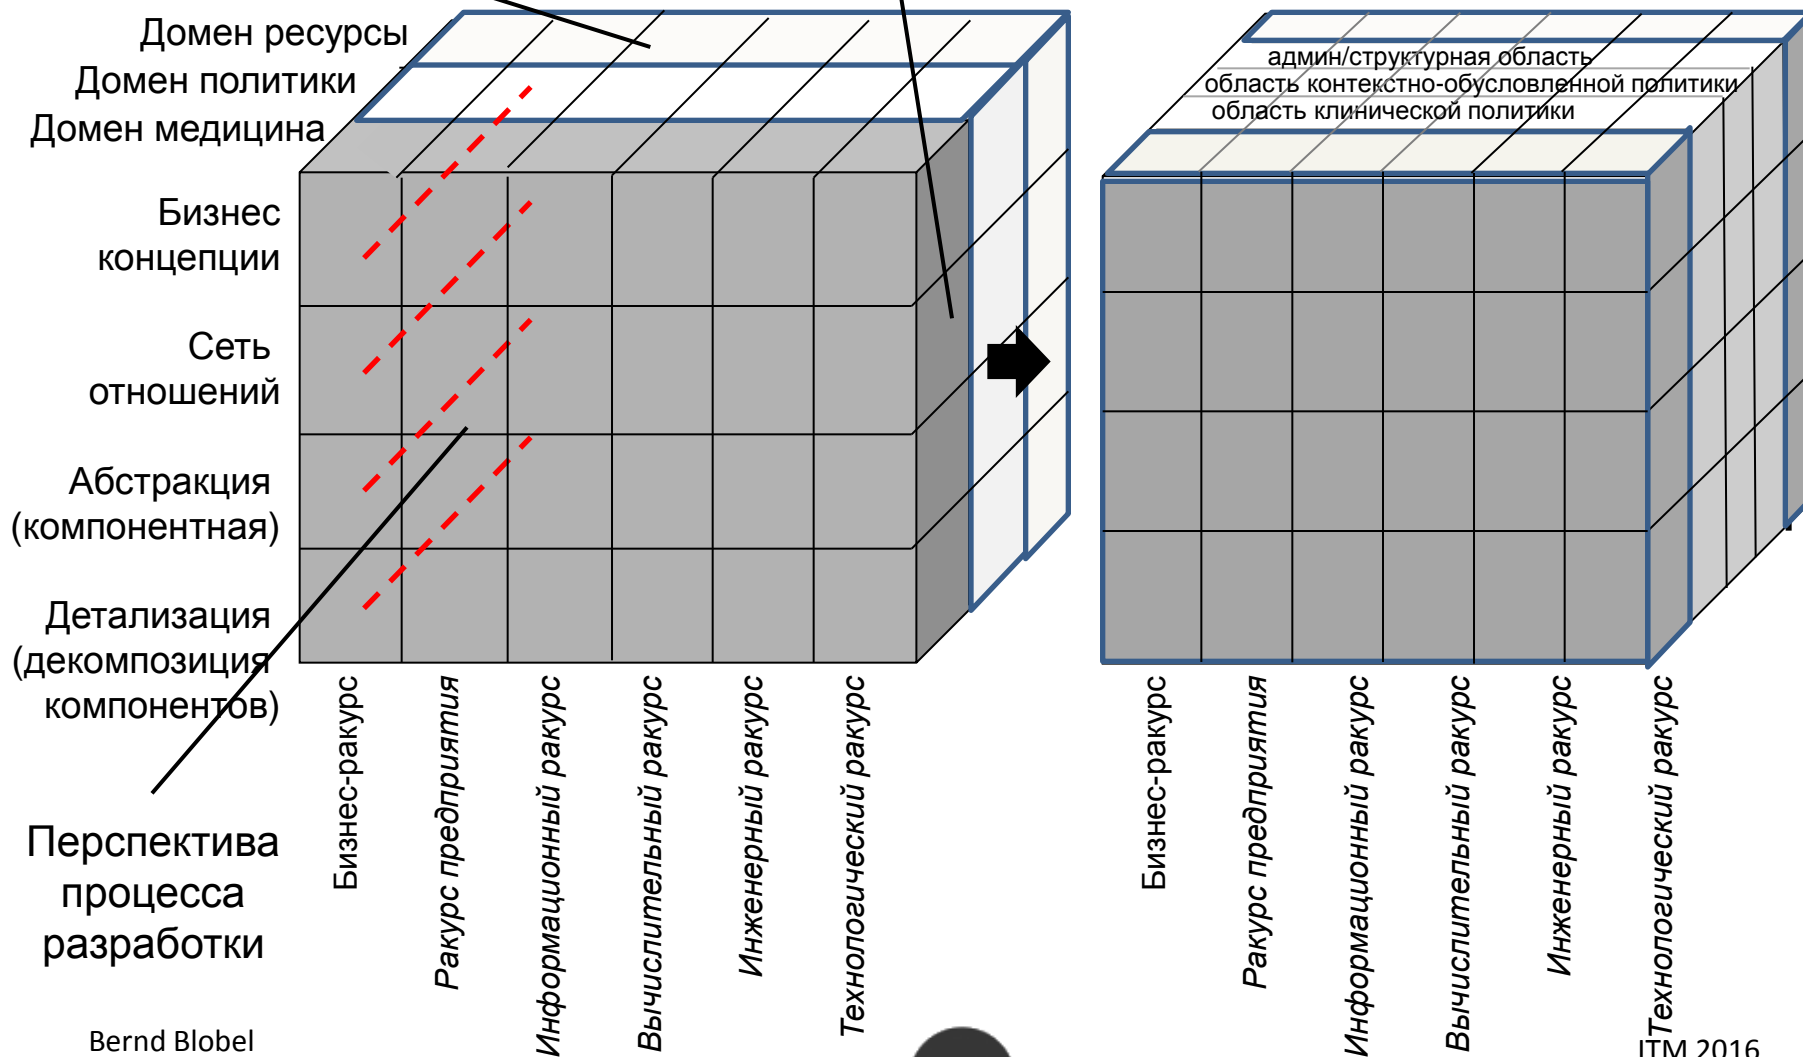 Домен ресурсы
Домен политики
Домен медицина
админ/структурная область
область контекстно-обусловленной политики
область клинической политики
Бизнес
концепции
Сеть
отношений
Абстракция
(компонентная)
Детализация
(декомпозиция
компонентов)
Перспектива
процесса
разработки
Бизнес-ракурс
Ракурс предприятия
Информационный ракурс
Вычислительный ракурс
Инженерный ракурс
Технологический ракурс
Бизнес-ракурс
Ракурс предприятия
Информационный ракурс
Вычислительный ракурс
Инженерный ракурс
Технологический ракурс
Bernd Blobel
ITM 2016